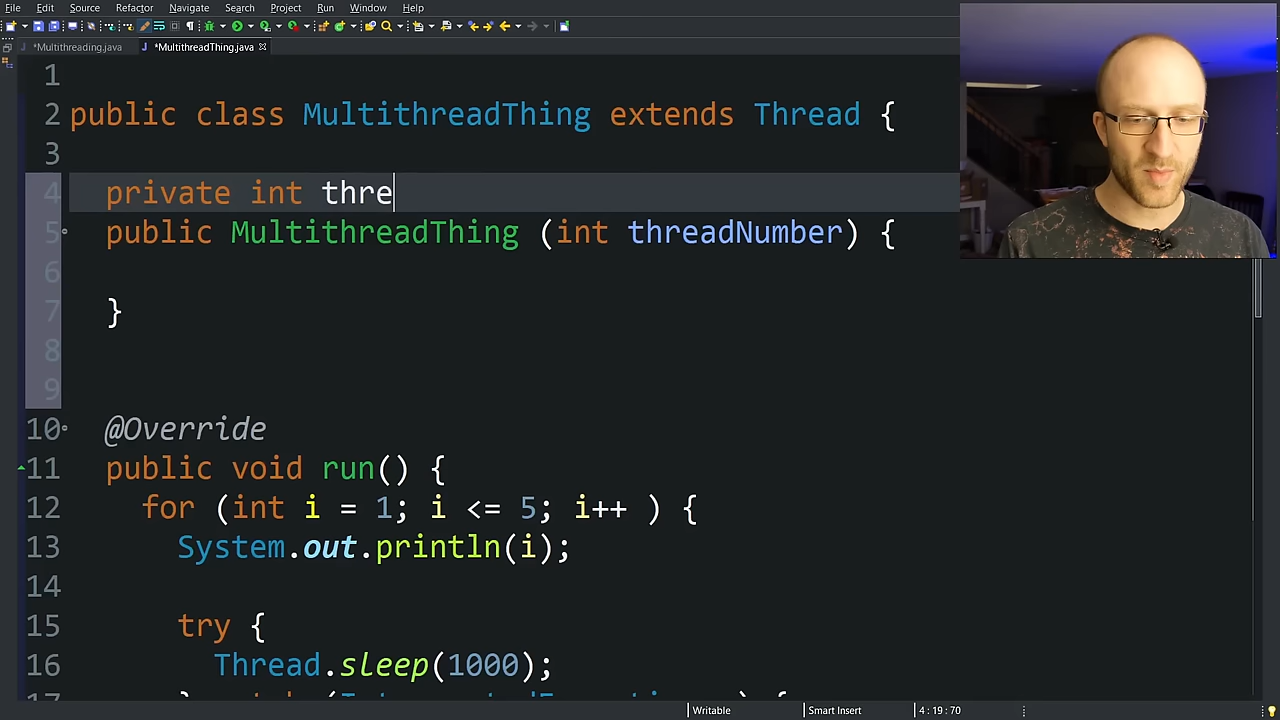 File Edit Source Refactor Navigate Search Project Run Window Help
*Multithreading.java *MultithreadThing.java
1
2 public class MultithreadThing extends Thread {
3
4 private int thre
5 public MultithreadThing (int threadNumber) {
6
7 }
8
9
10 @Override
11 public void run() {
12 for (int i = 1; i <= 5; i++ ) {
13 System.out.println(i);
14
15 try {
16 Thread.sleep(1000);
Writable Smart Insert 4 : 19 : 70